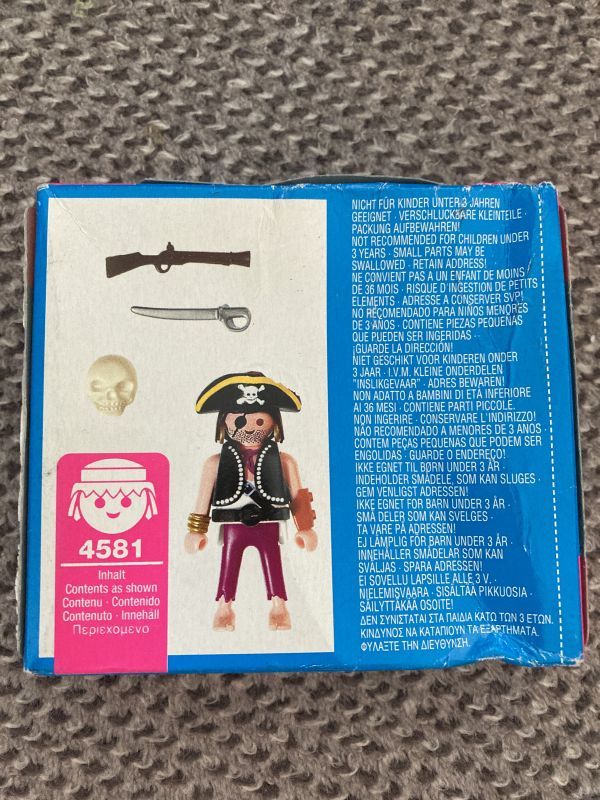 NICHT FÜR KINDER UNTER 3 JAHREN
GEEIGNET · VERSCHLUCKBARE KLEINTEILE ·
PACKUNG AUFBEWAHREN!
NOT RECOMMENDED FOR CHILDREN UNDER
3 YEARS · SMALL PARTS MAY BE
SWALLOWED · RETAIN ADDRESS!
NE CONVIENT PAS A UN ENFANT DE MOINS
DE 36 MOIS · RISQUE D'INGESTION DE PETITS
ELEMENTS · ADRESSE A CONSERVER SVP!
NO RECOMENDADO PARA NIÑOS MENORES
DE 3 AÑOS · CONTIENE PIEZAS PEQUEÑAS
QUE PUEDEN SER INGERIDAS ·
¡GUARDE LA DIRECCIÓN!
NIET GESCHIKT VOOR KINDEREN ONDER
3 JAAR · I.V.M. KLEINE ONDERDELEN
"INSLIKGEVAAR" · ADRES BEWAREN!
NON ADATTO A BAMBINI DI ETÀ INFERIORE
AI 36 MESI · CONTIENE PARTI PICCOLE.
NON INGERIRE · CONSERVARE L'INDIRIZZO!
NÃO RECOMENDADO A MENORES DE 3 ANOS ·
CONTEM PEÇAS PEQUENAS QUE PODEM SER
ENGOLIDAS · GUARDE O ENDEREÇO!
IKKE EGNET TIL BØRN UNDER 3 ÅR ·
INDEHOLDER SMÅDELE, SOM KAN SLUGES ·
GEM VENLIGST ADRESSEN!
IKKE EGNET FOR BARN UNDER 3 ÅR ·
SMÅ DELER SOM KAN SVELGES ·
TA VARE PÅ ADRESSEN!
EJ LÄMPLIG FÖR BARN UNDER 3 ÅR ·
INNEHÅLLER SMÅDELAR SOM KAN
SVÄLJAS · SPARA ADRESSEN!
EI SOVELLU LAPSILLE ALLE 3 V. ·
NIELEMISVAARA · SISÄLTÄÄ PIKKUOSIA ·
SÄILYTTÄKÄÄ OSOITE!
ΔΕΝ ΣΥΝΙΣΤΑΤΑΙ ΣΤΑ ΠΑΙΔΙΑ ΚΑΤΩ ΤΩΝ 3 ΕΤΩΝ.
ΚΙΝΔΥΝΟΣ ΝΑ ΚΑΤΑΠΙΟΥΝ ΤΑ ΕΞΑΡΤΗΜΑΤΑ.
ΦΥΛΑΞΤΕ ΤΗΝ ΔΙΕΥΘΥΝΣΗ.
4581
Inhalt
Contents as shown
Contenu · Contenido
Contenuto · Innehåll
Περιεχομενο